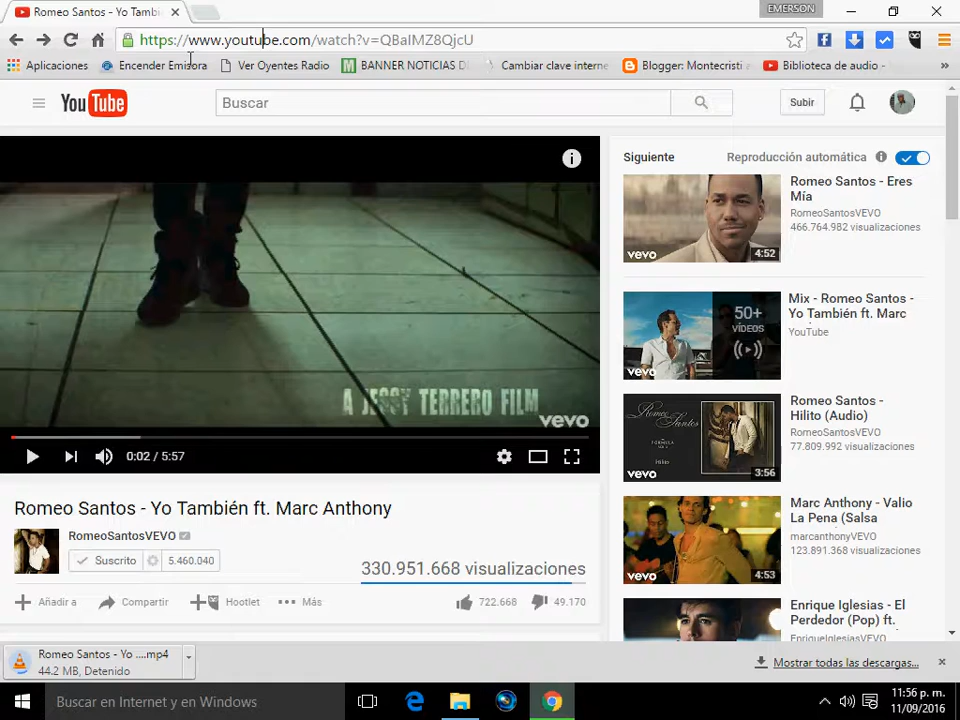 Romeo Santos - Yo Tambi
EMERSON
https://www.youtube.com/watch?v=QBaIMZ8QjcU
Aplicaciones
Encender Emisora
Ver Oyentes Radio
BANNER NOTICIAS D
Cambiar clave interne
Blogger: Montecristi
Biblioteca de audio -
YouTube
Buscar
Subir
A JESSY TERRERO FILM
vevo
0:02 / 5:57
Romeo Santos - Yo También ft. Marc Anthony
RomeoSantosVEVO
Suscrito
5.460.040
330.951.668 visualizaciones
Añadir a
Compartir
Hootlet
Más
722.668
49.170
Siguiente
Reproducción automática
vevo
4:52
Romeo Santos - Eres
Mía
RomeoSantosVEVO
466.764.982 visualizaciones
50+
VÍDEOS
vevo
Mix - Romeo Santos -
Yo También ft. Marc
YouTube
Romeo Santos
FORMULA
Hilito
vevo
3:56
Romeo Santos -
Hilito (Audio)
RomeoSantosVEVO
77.809.992 visualizaciones
vevo
4:53
Marc Anthony - Valio
La Pena (Salsa
marcanthonyVEVO
123.891.368 visualizaciones
Enrique Iglesias - El
Perdedor (Pop) ft.
EnriqueIglesiasVEVO
Romeo Santos - Yo ....mp4
44.2 MB, Detenido
Mostrar todas las descargas...
Buscar en Internet y en Windows
11:56 p. m.
11/09/2016